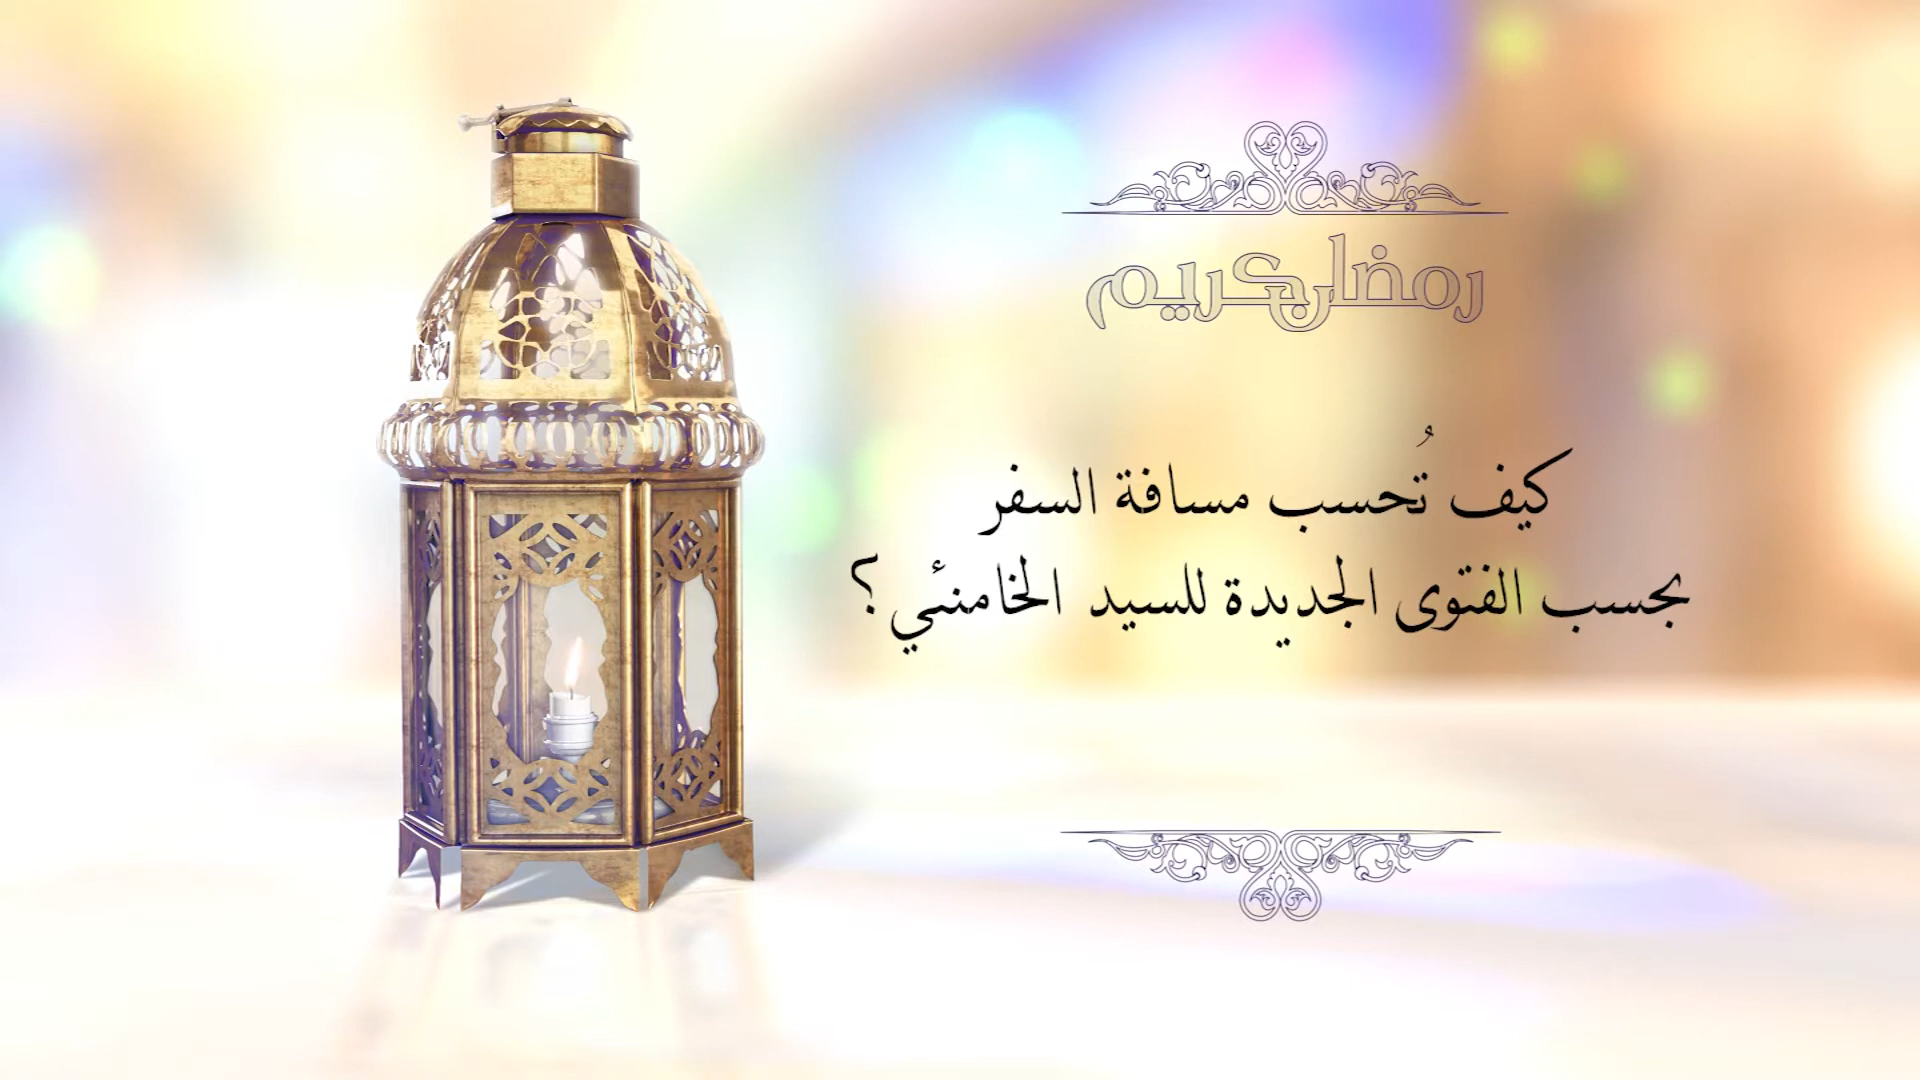 رمضان كريم
كيف تُحسب مسافة السفر
بحسب الفتوى الجديدة للسيد الخامنئي؟